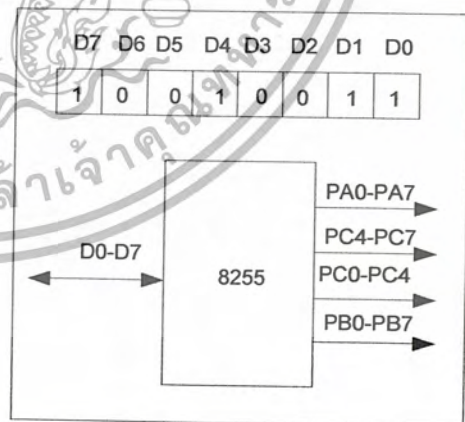 D7 D6 D5 D4 D3 D2 D1 D0
1 0 0 1 0 0 1 1
PA0-PA7
PC4-PC7
D0-D7
8255
PC0-PC4
PB0-PB7